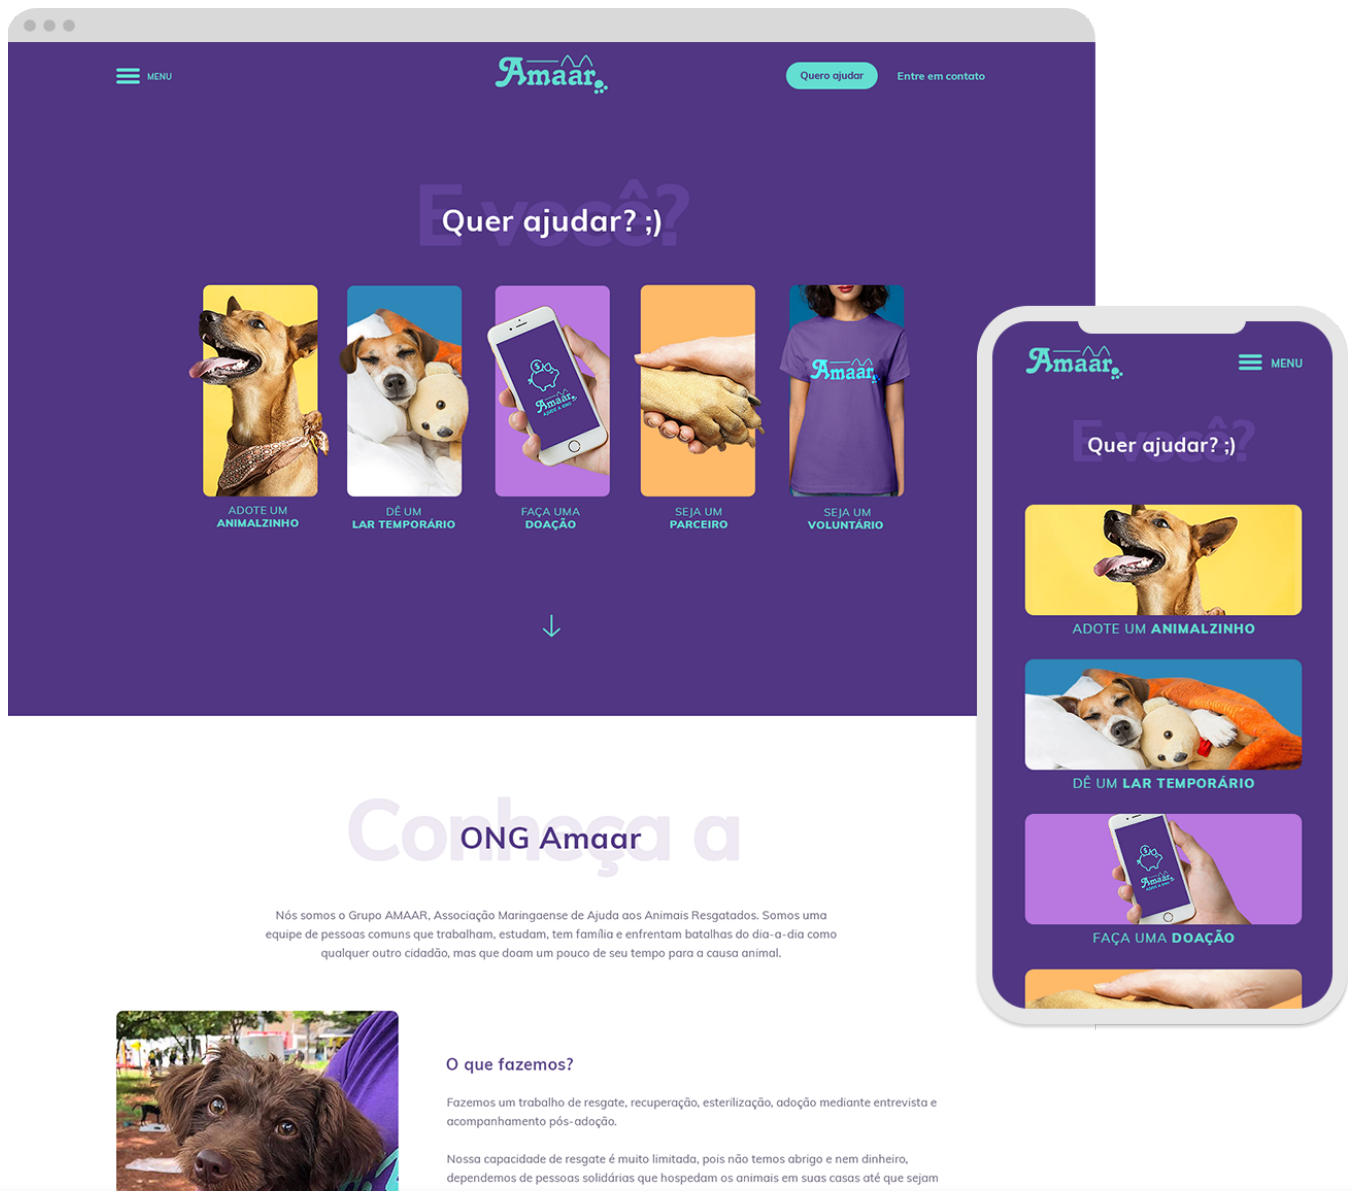 MENU
Amaar
Quero ajudar
Entre em contato
E você?
Quer ajudar? ;)
Amaar
Amaar
ADOTE UM
ANIMALZINHO
DÊ UM
LAR TEMPORÁRIO
FAÇA UMA
DOAÇÃO
SEJA UM
PARCEIRO
SEJA UM
VOLUNTÁRIO
Conheça a
ONG Amaar
Nós somos o Grupo AMAAR, Associação Maringaense de Ajuda aos Animais Resgatados. Somos uma
equipe de pessoas comuns que trabalham, estudam, tem família e enfrentam batalhas do dia-a-dia como
qualquer outro cidadão, mas que doam um pouco de seu tempo para a causa animal.
O que fazemos?
Fazemos um trabalho de resgate, recuperação, esterilização, adoção mediante entrevista e
acompanhamento pós-adoção.
Nossa capacidade de resgate é muito limitada, pois não temos abrigo e nem dinheiro,
dependemos de pessoas solidárias que hospedam os animais em suas casas até que sejam
Amaar
MENU
E você?
Quer ajudar? ;)
ADOTE UM ANIMALZINHO
DÊ UM LAR TEMPORÁRIO
Amaar
FAÇA UMA DOAÇÃO